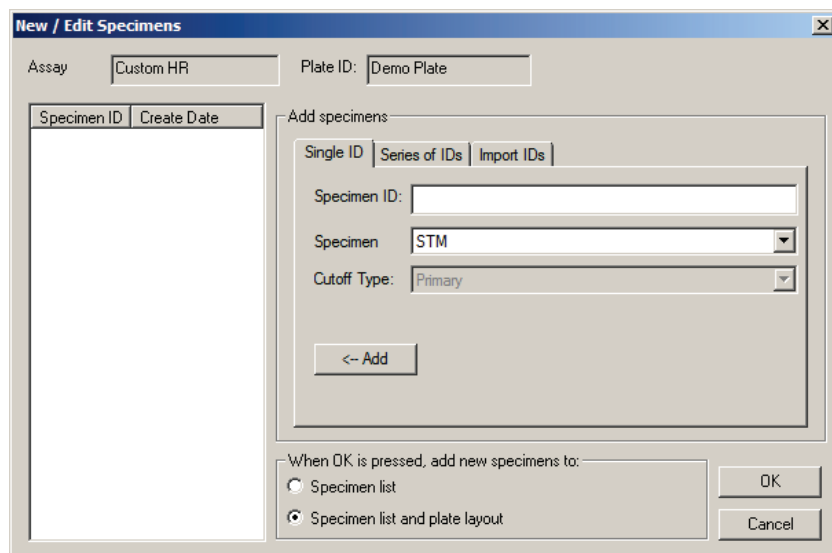 New / Edit Specimens
Assay Custom HR Plate ID: Demo Plate
Specimen ID Create Date
Add specimens
Single ID Series of IDs Import IDs
Specimen ID:
Specimen STM
Cutoff Type: Primary
<-- Add
When OK is pressed, add new specimens to:
Specimen list
Specimen list and plate layout
OK
Cancel